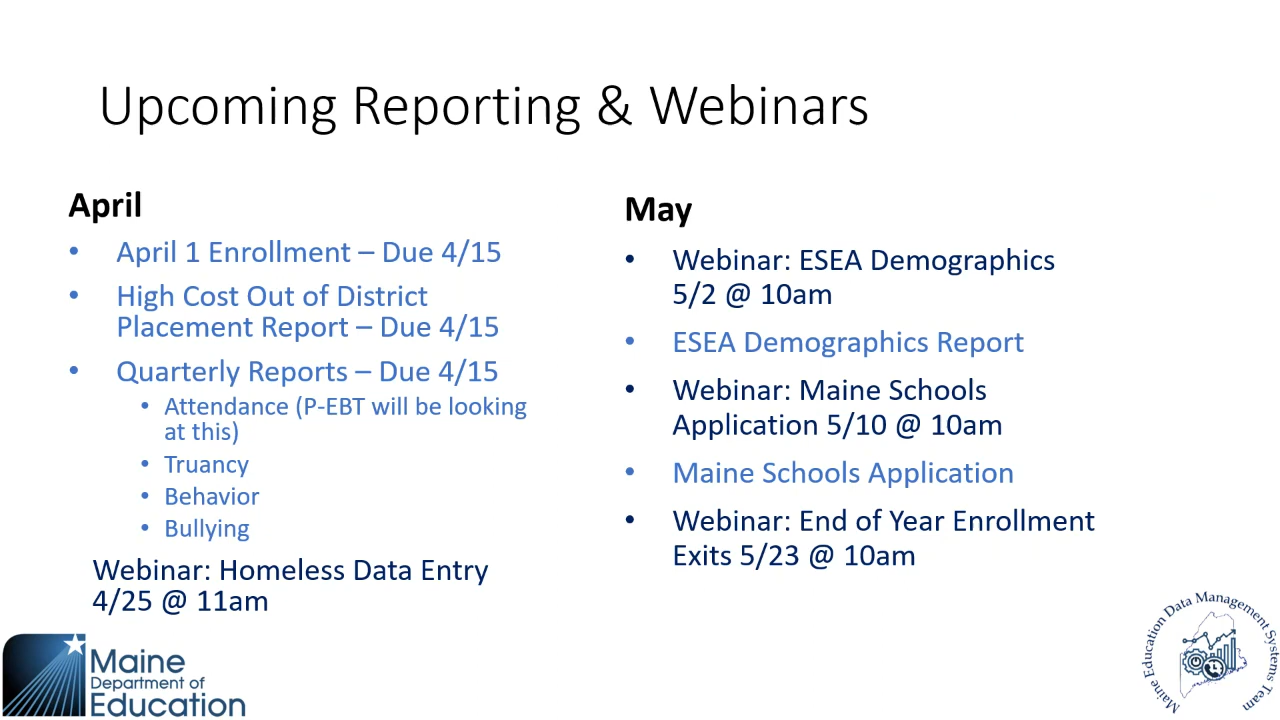 Upcoming Reporting & Webinars
April
• April 1 Enrollment – Due 4/15
• High Cost Out of District
Placement Report – Due 4/15
• Quarterly Reports – Due 4/15
• Attendance (P-EBT will be looking
at this)
• Truancy
• Behavior
• Bullying
Webinar: Homeless Data Entry
4/25 @ 11am
May
• Webinar: ESEA Demographics
5/2 @ 10am
• ESEA Demographics Report
• Webinar: Maine Schools
Application 5/10 @ 10am
• Maine Schools Application
• Webinar: End of Year Enrollment
Exits 5/23 @ 10am
Maine
Department of
Education
Maine Education Data Management Systems Team